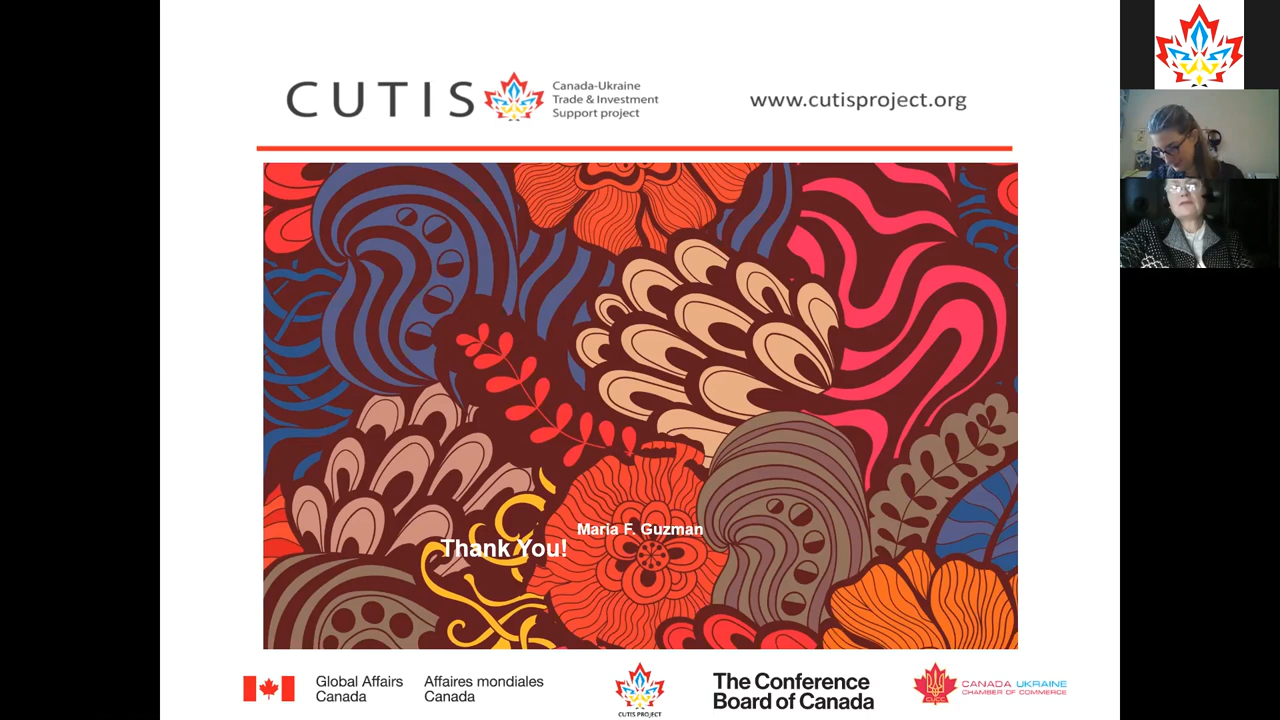 CUTIS
Canada-Ukraine
Trade & Investment
Support project
www.cutisproject.org
Maria F. Guzman
Thank You!
Global Affairs
Canada
Affaires mondiales
Canada
CUTIS PROJECT
The Conference
Board of Canada
CUCC
CANADA UKRAINE
CHAMBER OF COMMERCE